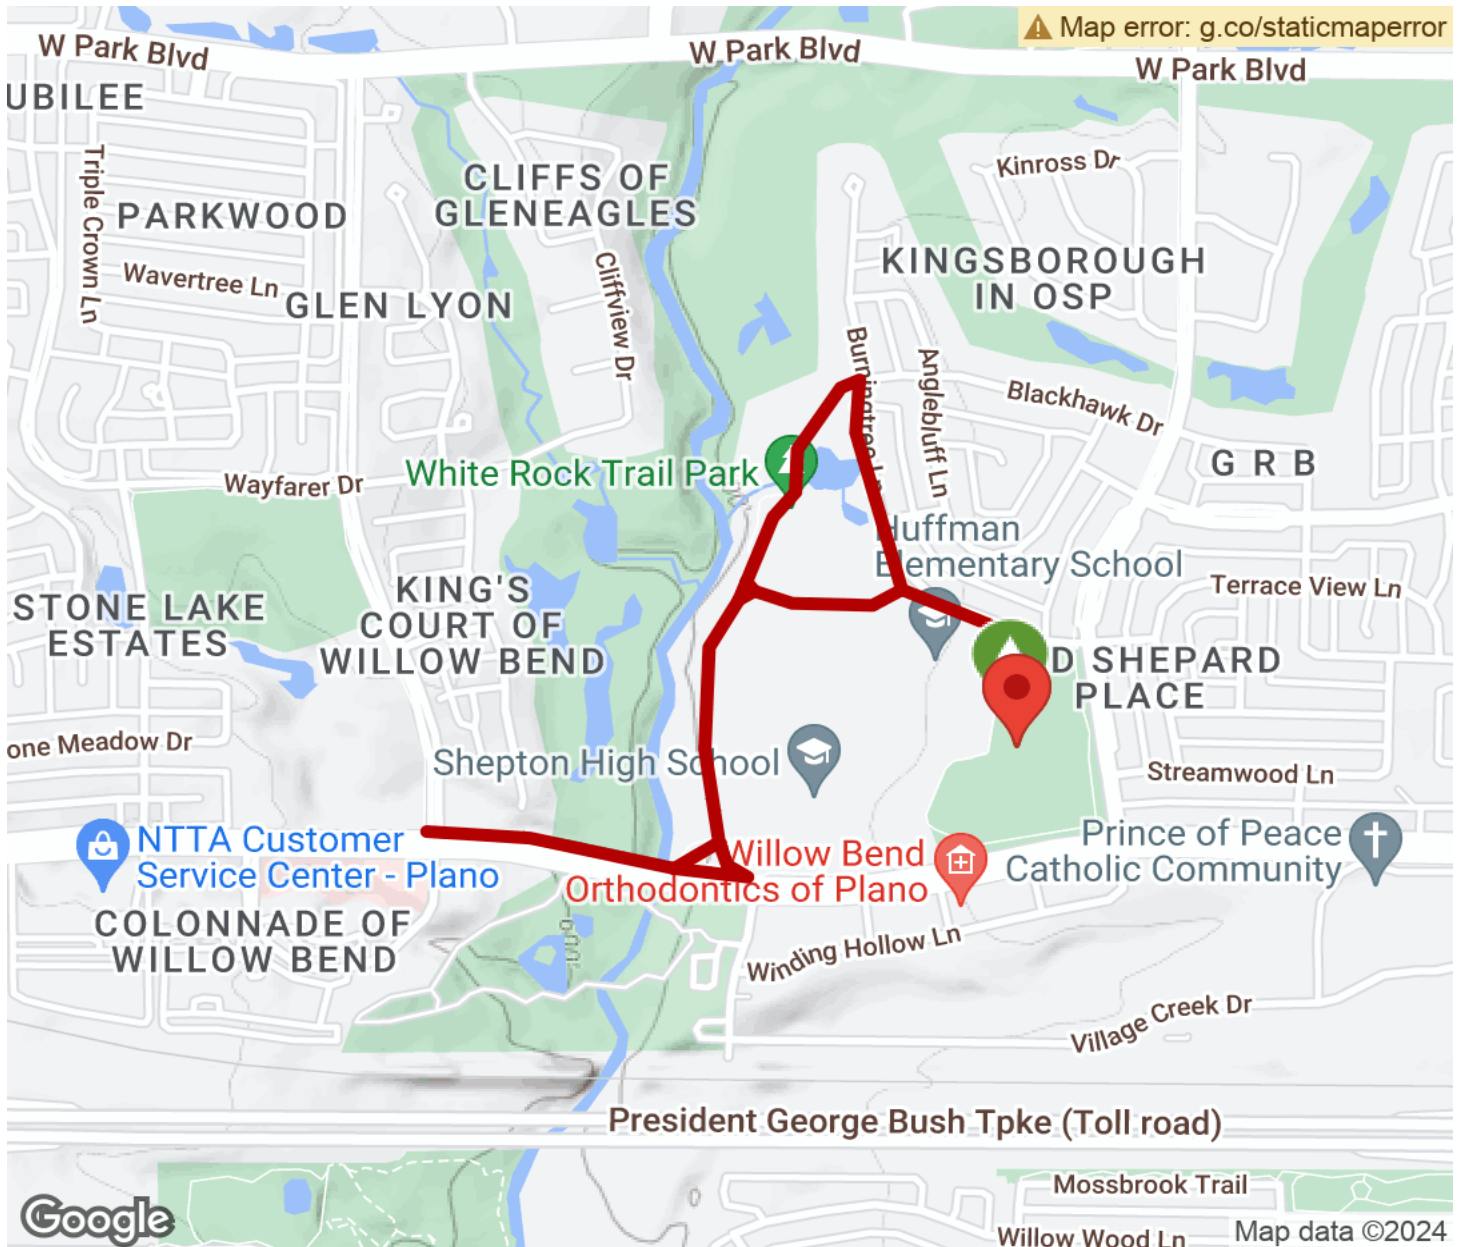 Map error: g.co/staticmaperror
W Park Blvd
W Park Blvd
W Park Blvd
UBILEE
Triple Crown Ln
PARKWOOD
CLIFFS OF
GLENEAGLES
Kinross Dr
Wavertree Ln
GLEN LYON
Cliffview Dr
KINGSBOROUGH
IN OSP
Burningtree Ln
Anglebluff Ln
Blackhawk Dr
White Rock Trail Park
Wayfarer Dr
G R B
Huffman
Elementary School
Terrace View Ln
STONE LAKE
ESTATES
KING'S
COURT OF
WILLOW BEND
D SHEPARD
PLACE
one Meadow Dr
Shepton High School
Streamwood Ln
NTTA Customer
Service Center - Plano
Willow Bend
Orthodontics of Plano
Prince of Peace
Catholic Community
COLONNADE OF
WILLOW BEND
Winding Hollow Ln
Village Creek Dr
President George Bush Tpke (Toll road)
Mossbrook Trail
Willow Wood Ln
Google
Map data ©2024